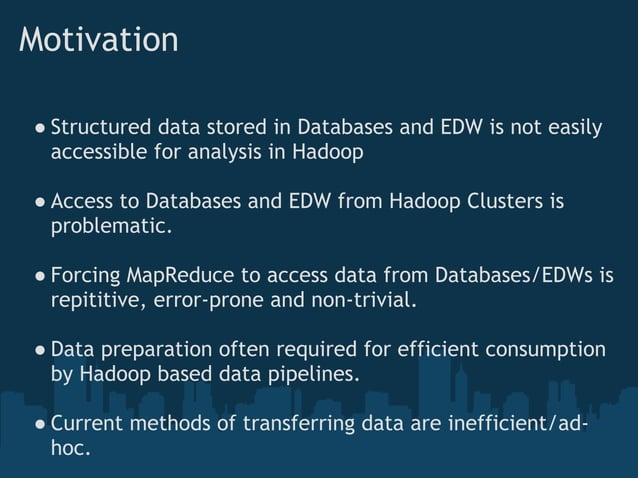 Motivation
● Structured data stored in Databases and EDW is not easily
accessible for analysis in Hadoop
● Access to Databases and EDW from Hadoop Clusters is
problematic.
● Forcing MapReduce to access data from Databases/EDWs is
repititive, error-prone and non-trivial.
● Data preparation often required for efficient consumption
by Hadoop based data pipelines.
● Current methods of transferring data are inefficient/ad-
hoc.